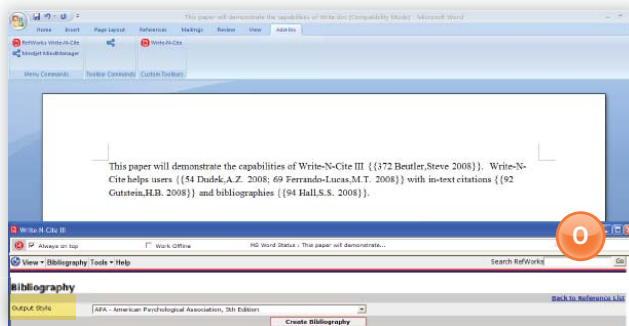 This paper will demonstrate the capabilities of Write.doc [Compatibility Mode] - Microsoft Word
Home Insert Page Layout References Mailings Review View Add-Ins
RefWorks Write-N-Cite Write-N-Cite
Mindjet MindManager
Menu Commands Toolbar Commands Custom Toolbars
This paper will demonstrate the capabilities of Write-N-Cite III {{372 Beutler,Steve 2008}}. Write-N-
Cite helps users {{54 Dudek,A.Z. 2008; 69 Ferrando-Lucas,M.T. 2008}} with in-text citations {{92
Gutstein,H.B. 2008}} and bibliographies {{94 Hall,S.S. 2008}}.
Write-N-Cite III
Always on top Work Offline MS Word Status : This paper will demonstrate...
View Bibliography Tools Help Search RefWorks Go
Bibliography
Back to Reference List
Output Style APA - American Psychological Association, 5th Edition
Create Bibliography
O